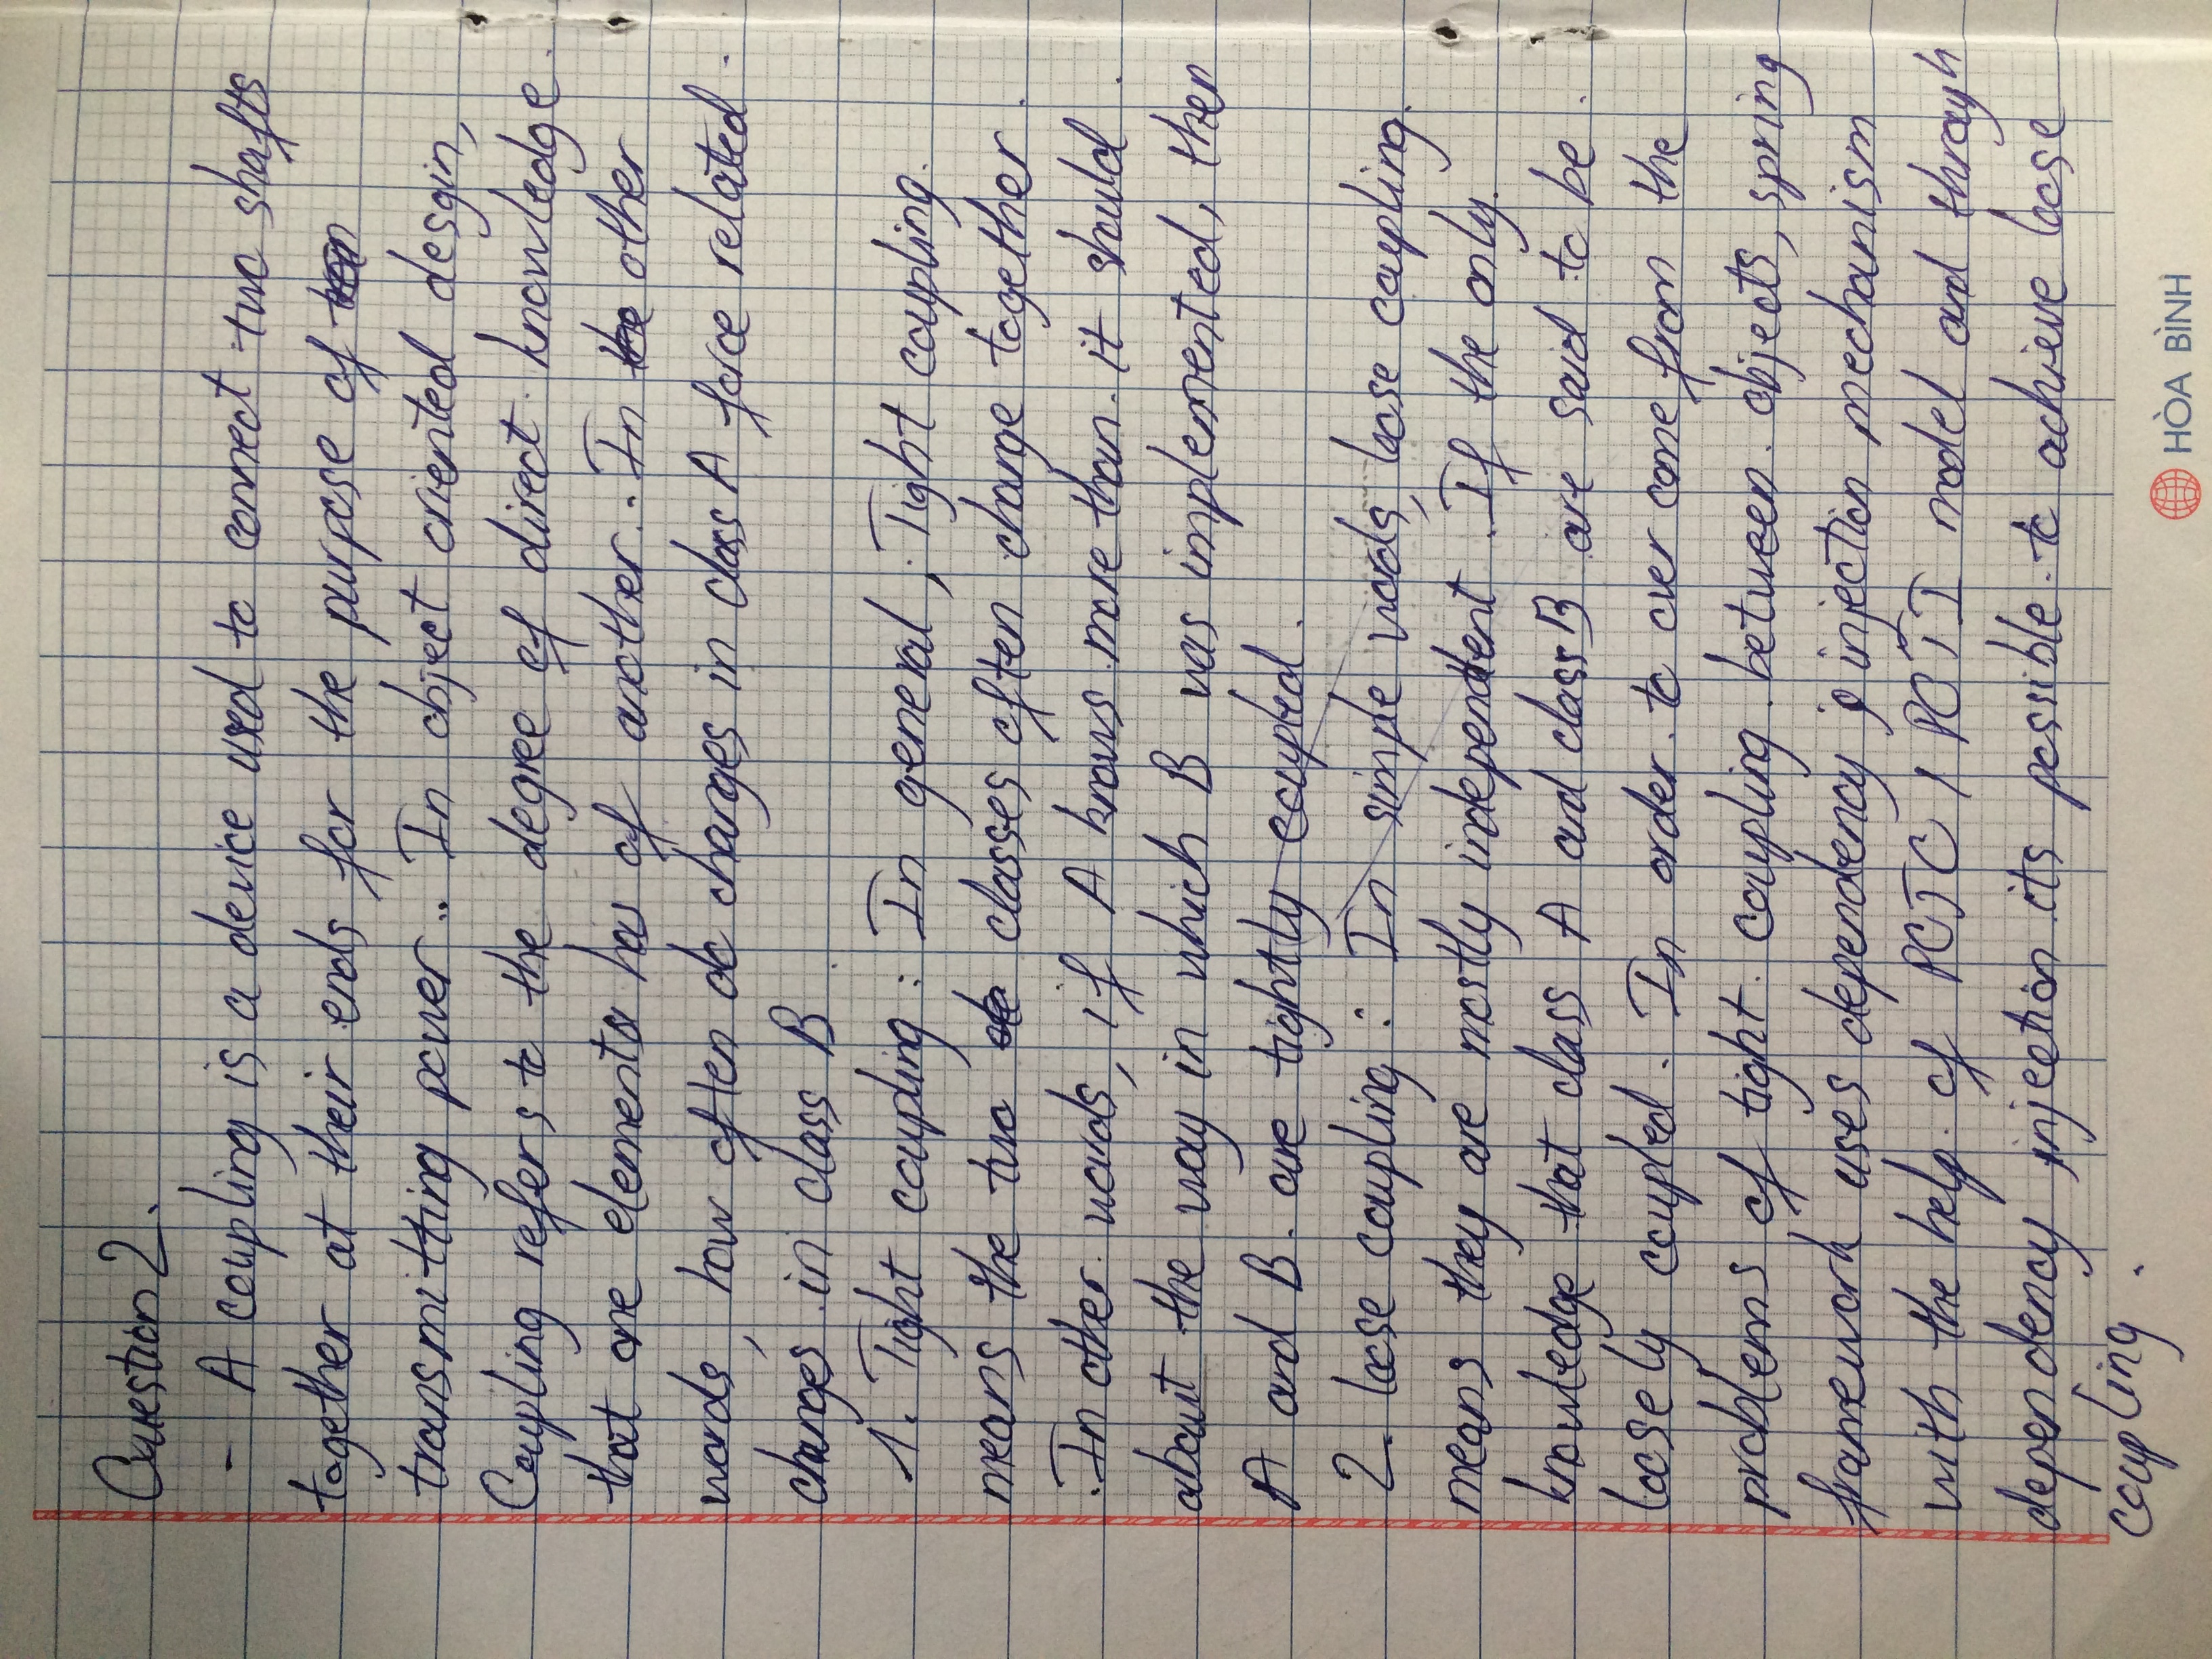 Question 2.
- A coupling is a device used to connect two shafts
together at their ends for the purpose of
transmitting power.. In object oriented desgin,
Coupling refers to the degree of direct knowledge
that one elements has of another. In other
words, how often do changes in class A force related
changes in class B.
1. Tight coupling : In general, Tight coupling
means the two classes often change together.
In other words, if A knows more than it should
about the way in which B was implemented, then
A and B are tightly coupled.
2. loose coupling : In simple words, loose coupling
means they are mostly independent. If the only
knowledge that class A and class B are said to be
loosely coupled. In order to over come from the
problems of tight coupling between objects, spring
framework uses dependency injection mechanism
with the help of POJO / POJI model and through
dependency injection its possible to achieve loose
coupling.
HÒA BÌNH